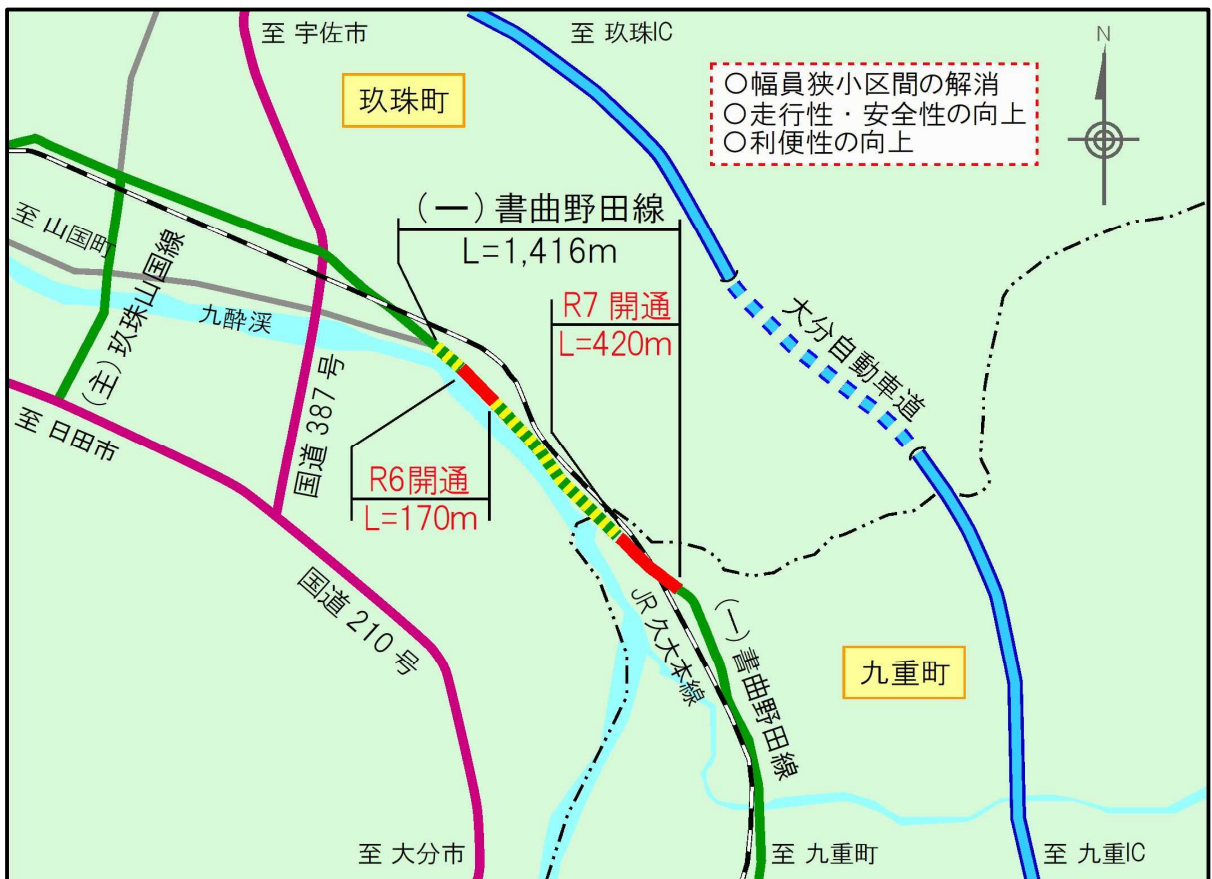 至 宇佐市
至 玖珠IC
N
玖珠町
○幅員狭小区間の解消
○走行性・安全性の向上
○利便性の向上
(一)書曲野田線
L=1,416m
至 山国町
(主)玖珠山国線
九酔渓
国道 387 号
R7 開通
L=420m
大分自動車道
至 日田市
R6開通
L=170m
国道 210 号
JR 久大本線
(一)書曲野田線
九重町
至 大分市
至 九重町
至 九重IC